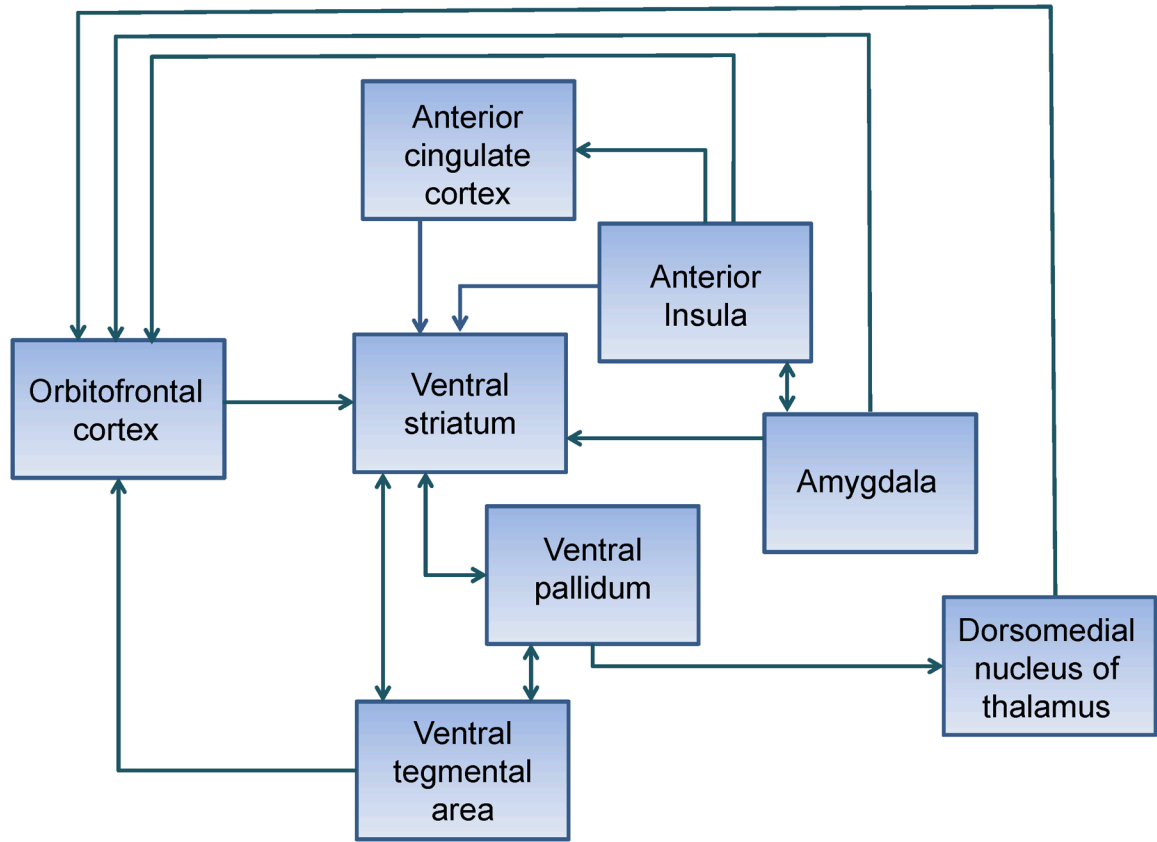 Anterior
cingulate
cortex
Anterior
Insula
Orbitofrontal
cortex
Ventral
striatum
Amygdala
Ventral
pallidum
Dorsomedial
nucleus of
thalamus
Ventral
tegmental
area